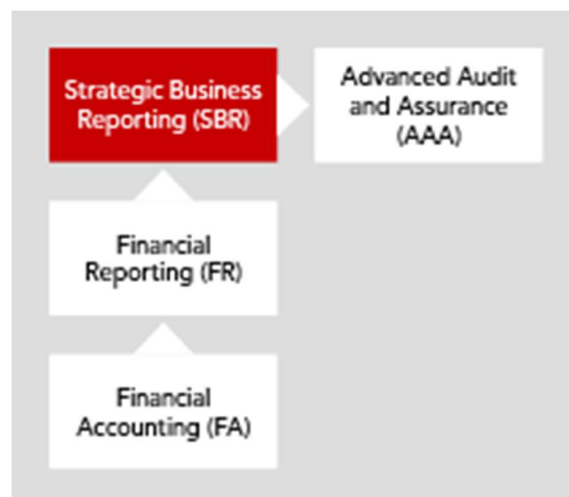 Strategic Business
Reporting (SBR)
Advanced Audit
and Assurance
(AAA)
Financial
Reporting (FR)
Financial
Accounting (FA)